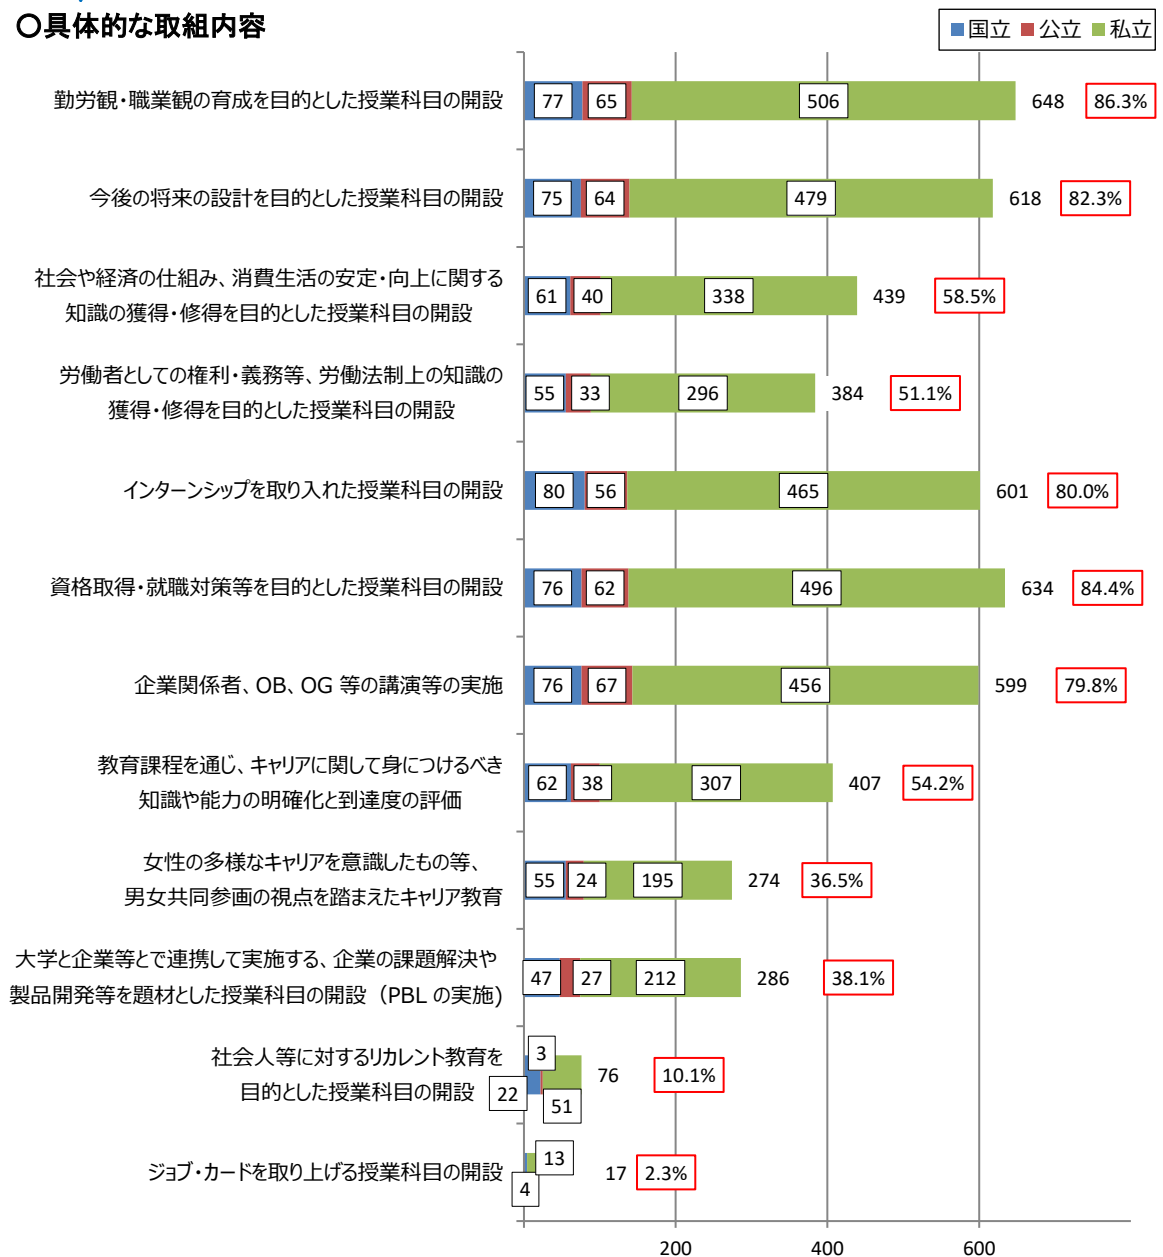 〇具体的な取組内容
国立 公立 私立
勤労観・職業観の育成を目的とした授業科目の開設 77 65 506 648 86.3%
今後の将来の設計を目的とした授業科目の開設 75 64 479 618 82.3%
社会や経済の仕組み、消費生活の安定・向上に関する
知識の獲得・修得を目的とした授業科目の開設
61 40 338 439 58.5%
労働者としての権利・義務等、労働法制上の知識の
獲得・修得を目的とした授業科目の開設
55 33 296 384 51.1%
インターンシップを取り入れた授業科目の開設 80 56 465 601 80.0%
資格取得・就職対策等を目的とした授業科目の開設 76 62 496 634 84.4%
企業関係者、OB、OG 等の講演等の実施 76 67 456 599 79.8%
教育課程を通じ、キャリアに関して身につけるべき
知識や能力の明確化と到達度の評価
62 38 307 407 54.2%
女性の多様なキャリアを意識したもの等、
男女共同参画の視点を踏まえたキャリア教育
55 24 195 274 36.5%
大学と企業等とで連携して実施する、企業の課題解決や
製品開発等を題材とした授業科目の開設（PBL の実施)
47 27 212 286 38.1%
社会人等に対するリカレント教育を
目的とした授業科目の開設
22 3 51 76 10.1%
ジョブ・カードを取り上げる授業科目の開設 4 13 17 2.3%
200 400 600